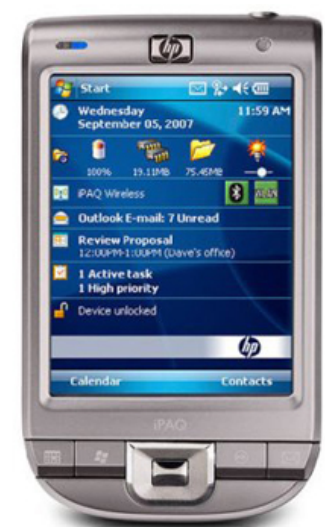 hp
Start
Wednesday
September 05, 2007
11:59 AM
100%
19.11MB
75.45MB
iPAQ Wireless
WLAN
Outlook E-mail: 7 Unread
Review Proposal
12:00PM-1:00PM (Dave's office)
1 Active task
1 High priority
Device unlocked
hp
Calendar
Contacts
iPAQ